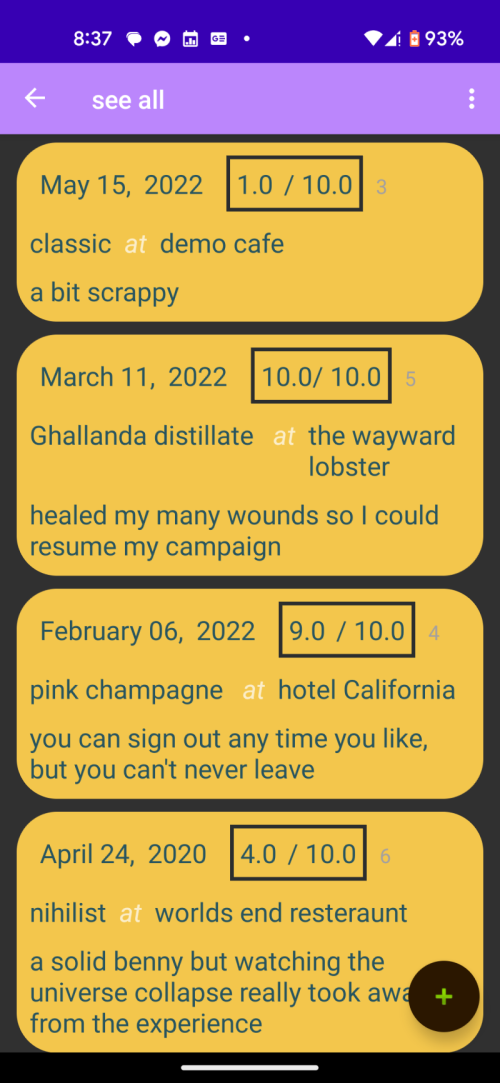 8:37 93%
see all
May 15, 2022 1.0 / 10.0 3
classic at demo cafe
a bit scrappy
March 11, 2022 10.0/ 10.0 5
Ghallanda distillate at the wayward
lobster
healed my many wounds so I could
resume my campaign
February 06, 2022 9.0 / 10.0 4
pink champagne at hotel California
you can sign out any time you like,
but you can't never leave
April 24, 2020 4.0 / 10.0 6
nihilist at worlds end resteraunt
a solid benny but watching the
universe collapse really took awa
from the experience
+